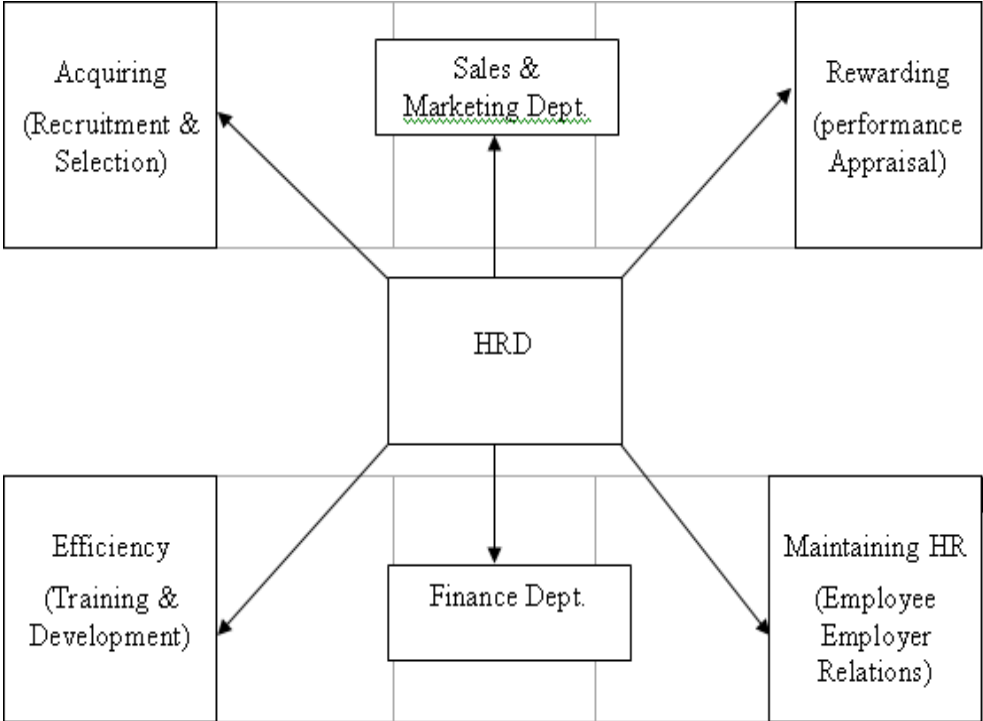 Acquiring
(Recruitment &
Selection)
Sales &
Marketing Dept.
Rewarding
(performance
Appraisal)
HRD
Efficiency
(Training &
Development)
Finance Dept.
Maintaining HR
(Employee
Employer
Relations)